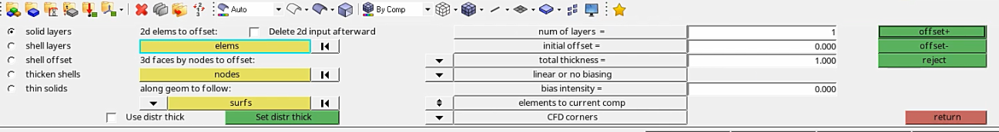 Auto By Comp
solid layers 2d elems to offset: Delete 2d input afterward num of layers = 1 offset+
shell layers elems initial offset = 0.000 offset-
shell offset 3d faces by nodes to offset: total thickness = 1.000 reject
thicken shells nodes linear or no biasing
thin solids along geom to follow: bias intensity = 0.000
surfs elements to current comp
Use distr thick Set distr thick CFD corners return